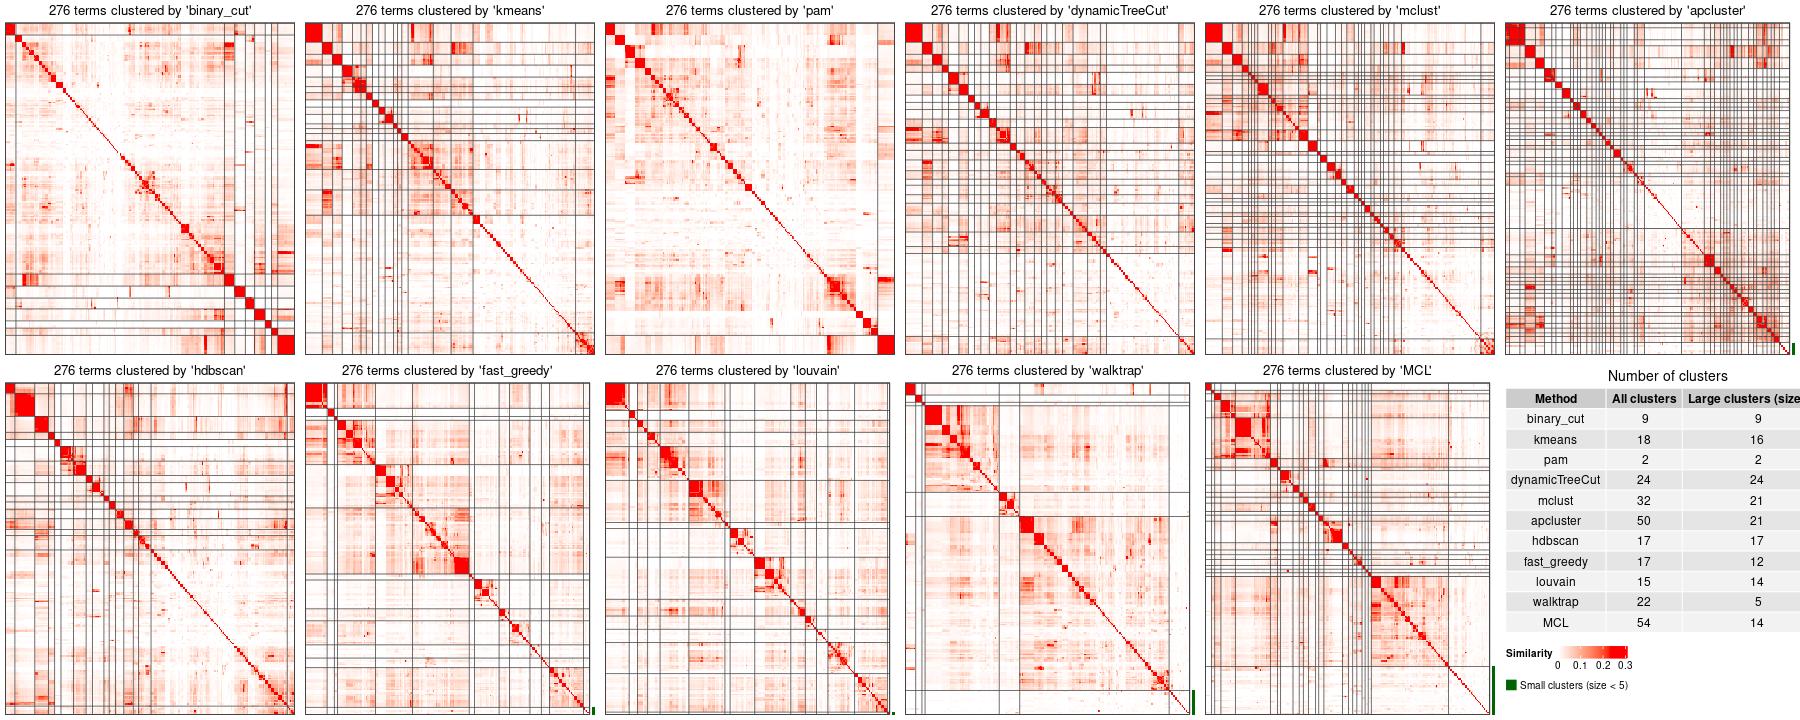 276 terms clustered by 'binary_cut'
276 terms clustered by 'kmeans'
276 terms clustered by 'pam'
276 terms clustered by 'dynamicTreeCut'
276 terms clustered by 'mclust'
276 terms clustered by 'apcluster'
276 terms clustered by 'hdbscan'
276 terms clustered by 'fast_greedy'
276 terms clustered by 'louvain'
276 terms clustered by 'walktrap'
276 terms clustered by 'MCL'
Number of clusters
Method All clusters Large clusters (size
binary_cut 9 9
kmeans 18 16
pam 2 2
dynamicTreeCut 24 24
mclust 32 21
apcluster 50 21
hdbscan 17 17
fast_greedy 17 12
louvain 15 14
walktrap 22 5
MCL 54 14
Similarity
0 0.1 0.2 0.3
Small clusters (size < 5)